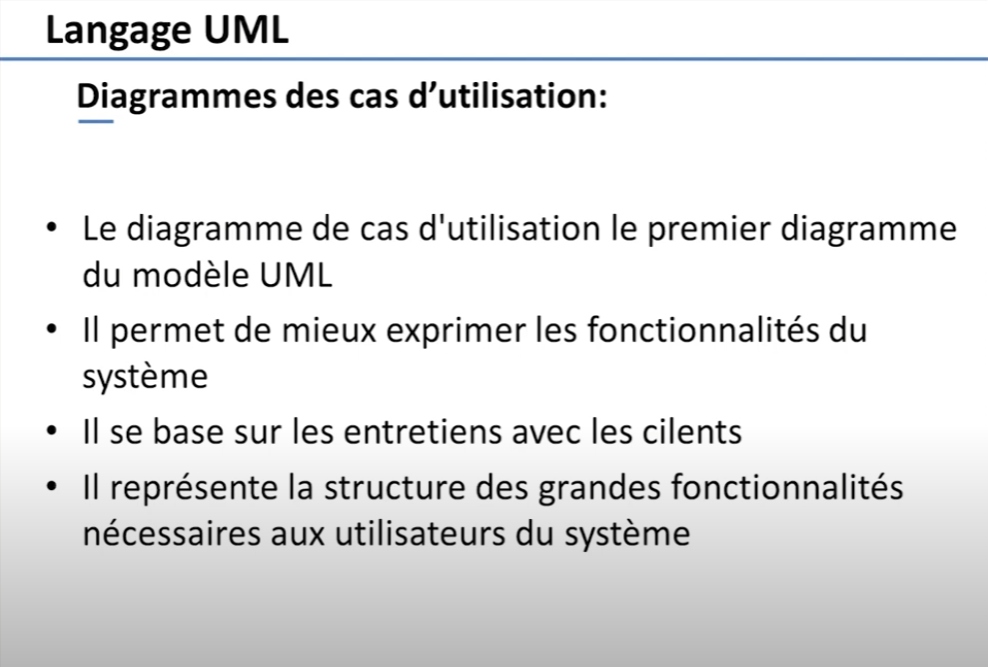 Langage UML
Diagrammes des cas d’utilisation:
• Le diagramme de cas d'utilisation le premier diagramme
du modèle UML
• Il permet de mieux exprimer les fonctionnalités du
système
• Il se base sur les entretiens avec les cilents
• Il représente la structure des grandes fonctionnalités
nécessaires aux utilisateurs du système